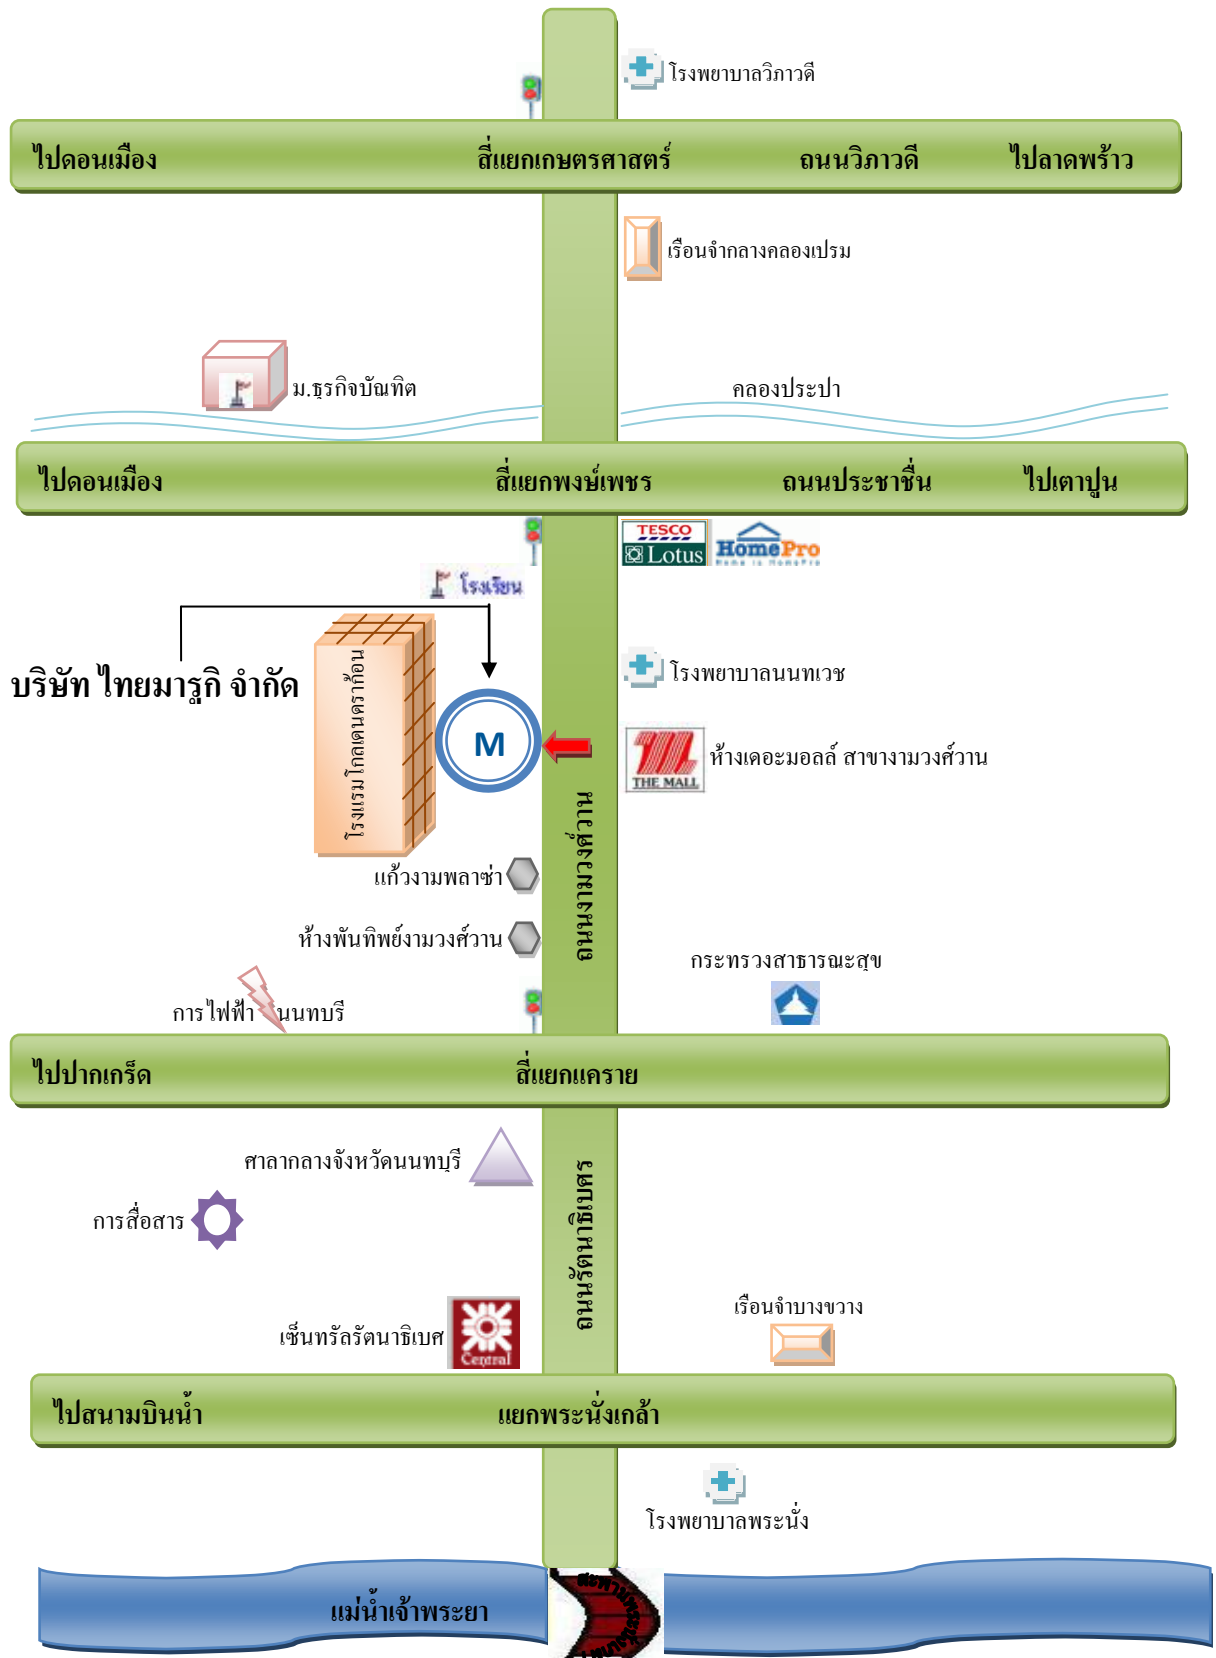 โรงพยาบาลวิภาวดี
ไปดอนเมือง สี่แยกเกษตรศาสตร์ ถนนวิภาวดี ไปลาดพร้าว
เรือนจำกลางคลองเปรม
ม.ธุรกิจบัณฑิต
คลองประปา
ไปดอนเมือง สี่แยกพงษ์เพชร ถนนประชาชื่น ไปเตาปูน
TESCO
Lotus
HomePro
โรงเรียน
บริษัท ไทยมารูกิ จำกัด
โรงแรมโกลเดนดราก้อน
M
โรงพยาบาลนนทเวช
THE MALL
ห้างเดอะมอลล์ สาขางามวงศ์วาน
ถนนงามวงศ์วาน
แก้วงามพลาซ่า
ห้างพันทิพย์งามวงศ์วาน
กระทรวงสาธารณะสุข
การไฟฟ้า
ไปปากเกร็ด สี่แยกแคราย
ศาลากลางจังหวัดนนทบุรี
การสื่อสาร
ถนนรัตนาธิเบศร
เซ็นทรัลรัตนาธิเบศ
Central
เรือนจำบางขวาง
ไปสนามบินน้ำ แยกพระนั่งเกล้า
โรงพยาบาลพระนั่ง
แม่น้ำเจ้าพระยา